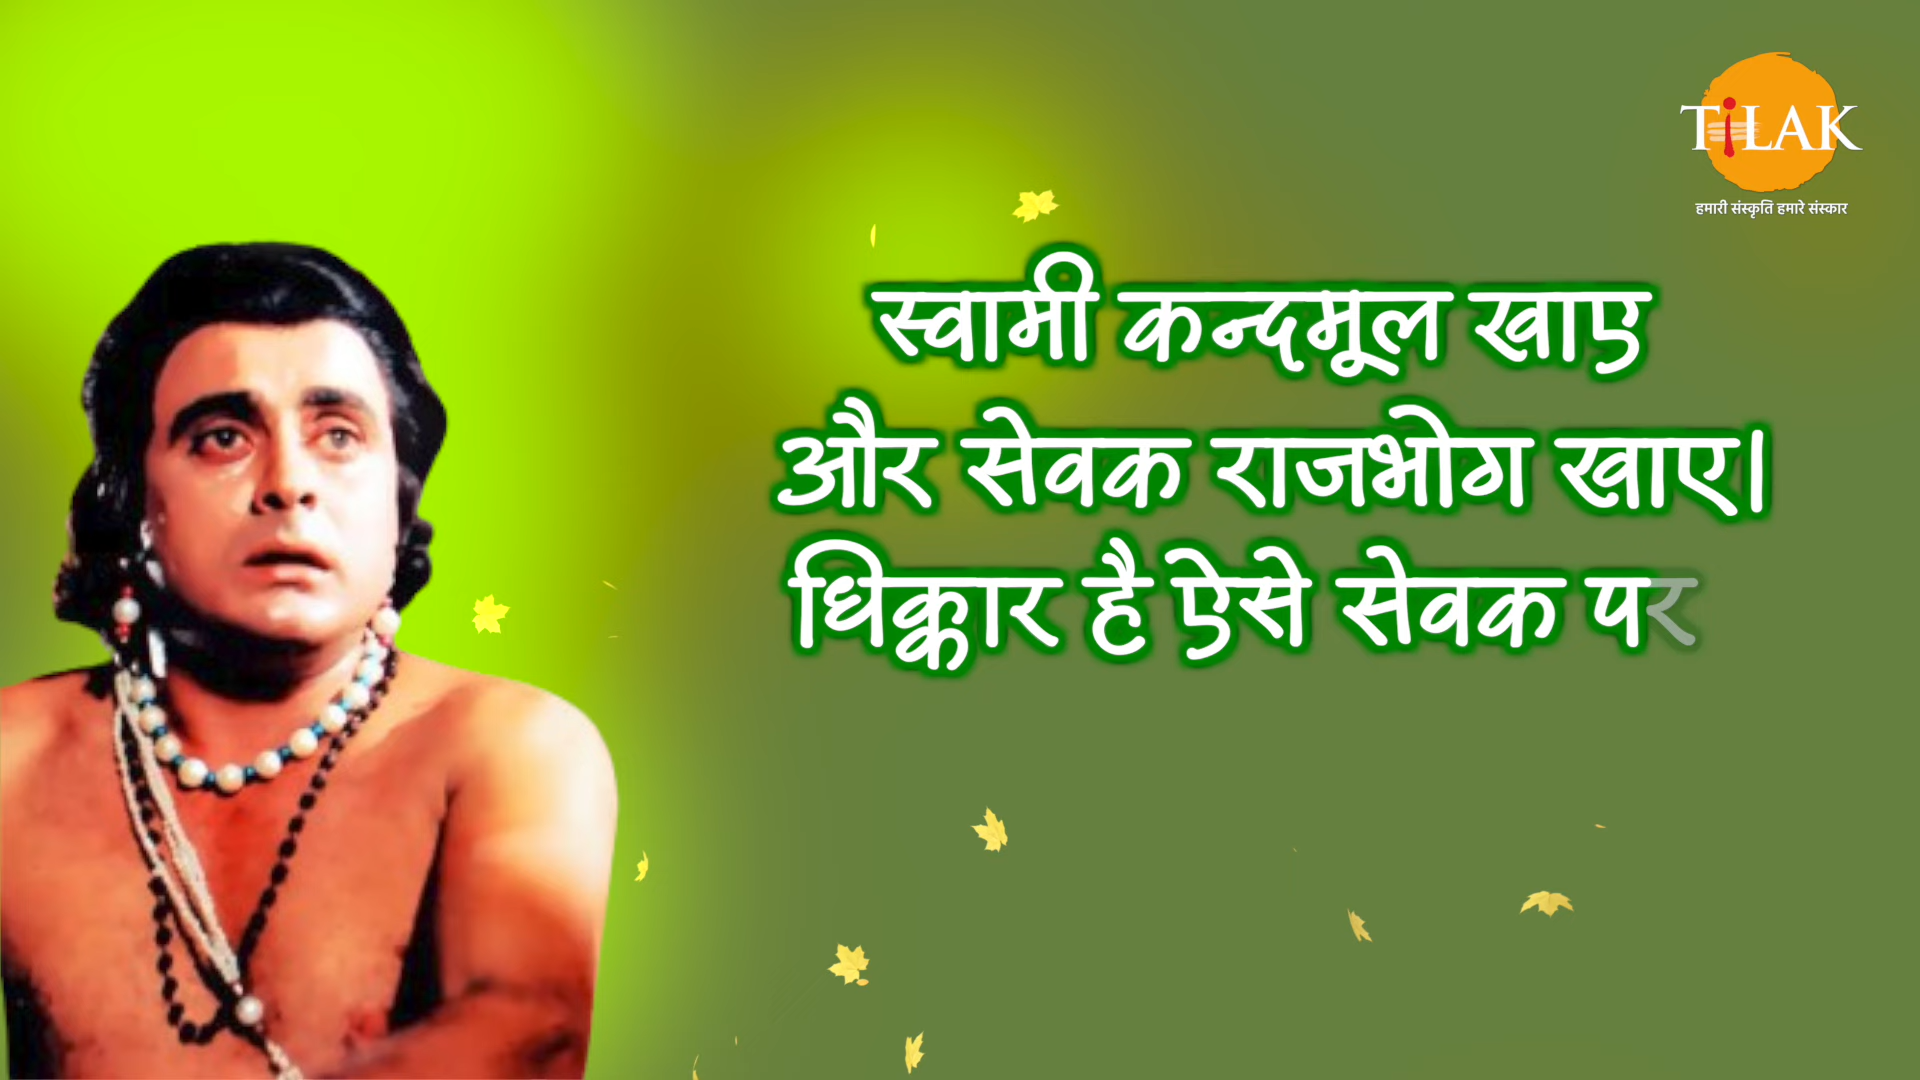 TiLAK
हमारी संस्कृति हमारे संस्कार
स्वामी कन्दमूल खाए
और सेवक राजभोग खाए।
धिक्कार है ऐसे सेवक पर